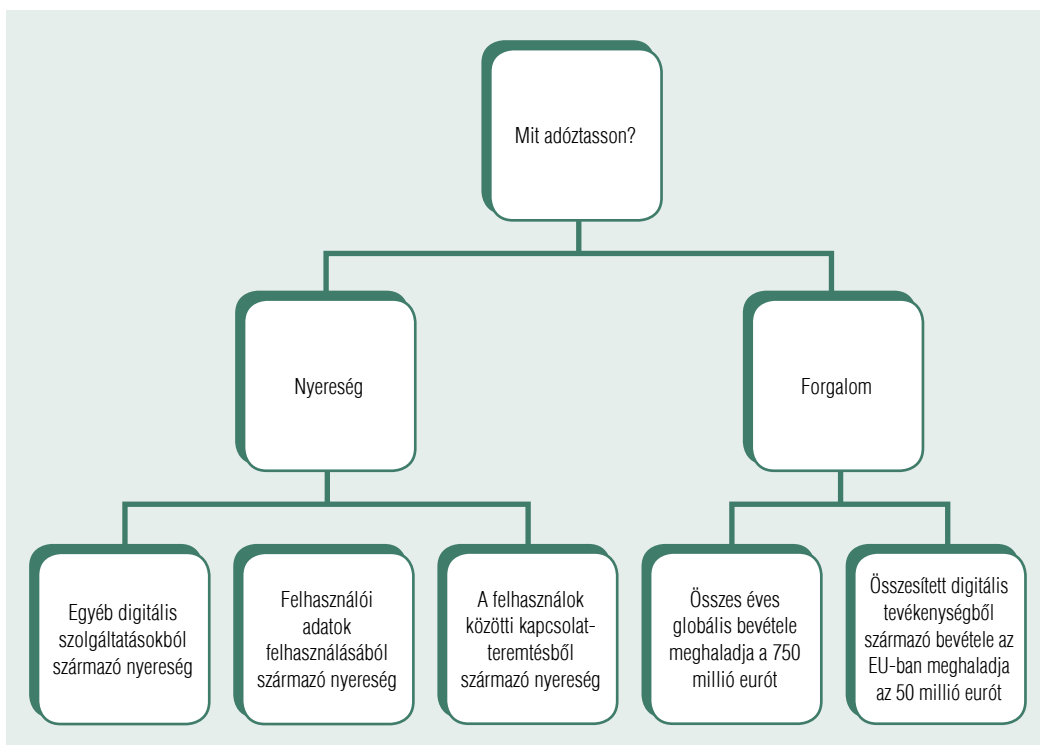 Mit adóztasson?
Nyereség
Forgalom
Egyéb digitális
szolgáltatásokból
származó nyereség
Felhasználói
adatok
felhasználásából
származó nyereség
A felhasználok
közötti kapcsolat-
teremtésből
származó nyereség
Összes éves
globális bevétele
meghaladja a 750
millió eurót
Összesített digitális
tevékenységből
származó bevétele az
EU-ban meghaladja
az 50 millió eurót